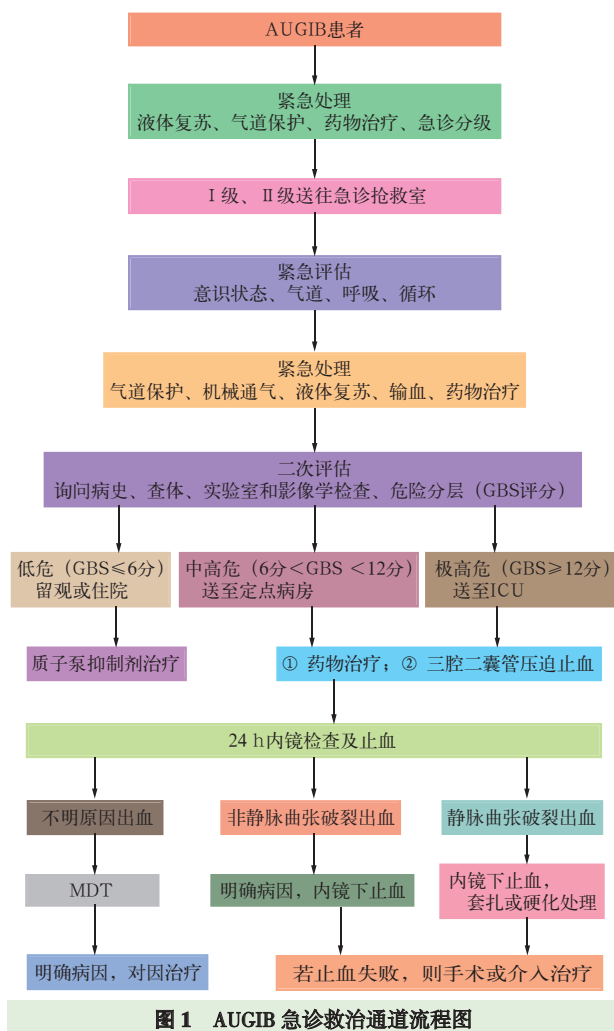 AUGIB患者
紧急处理
液体复苏、气道保护、药物治疗、急诊分级
Ⅰ级、Ⅱ级送往急诊抢救室
紧急评估
意识状态、气道、呼吸、循环
紧急处理
气道保护、机械通气、液体复苏、输血、药物治疗
二次评估
询问病史、查体、实验室和影像学检查、危险分层（GBS评分）
低危（GBS≤6分）
留观或住院
中高危（6分＜GBS ＜12分）
送至定点病房
极高危（GBS≥12分）
送至ICU
质子泵抑制剂治疗
① 药物治疗；② 三腔二囊管压迫止血
24 h内镜检查及止血
不明原因出血
非静脉曲张破裂出血
静脉曲张破裂出血
MDT
明确病因，内镜下止血
内镜下止血，
套扎或硬化处理
明确病因，对因治疗
若止血失败，则手术或介入治疗
图 1 AUGIB 急诊救治通道流程图